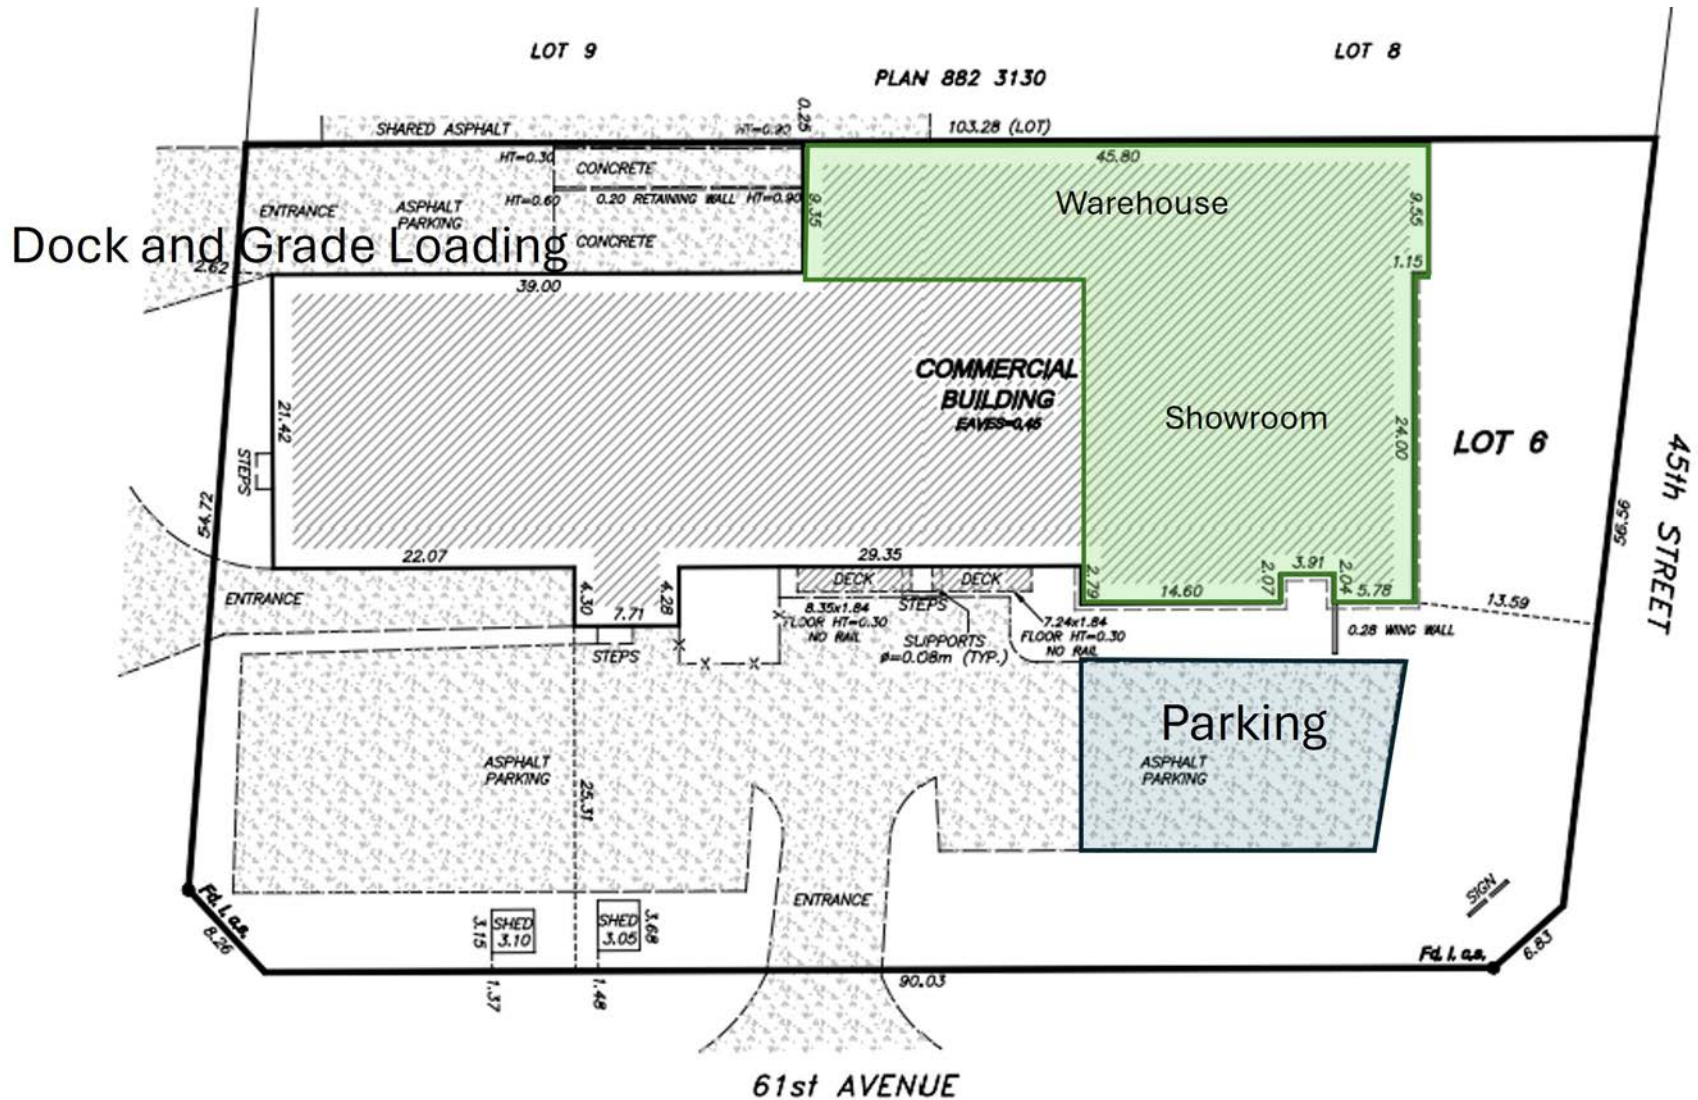 LOT 9
LOT 8
PLAN 882 3130
SHARED ASPHALT
HT=0.90
0.25
103.28 (LOT)
HT=0.30
CONCRETE
45.80
ENTRANCE
ASPHALT
PARKING
HT=0.60
0.20 RETAINING WALL
HT=0.90
9.35
Warehouse
9.55
CONCRETE
Dock and Grade Loading
2.62
39.00
1.15
COMMERCIAL
BUILDING
EAVES=0.45
Showroom
21.42
24.00
LOT 6
45th STREET
STEPS
54.72
56.56
22.07
29.35
ENTRANCE
4.30
7.71
4.28
DECK
DECK
STEPS
2.79
14.60
2.07
3.91
2.04
5.78
13.59
8.35x1.84
FLOOR HT=0.30
NO RAIL
7.24x1.84
FLOOR HT=0.30
NO RAIL
0.28 WING WALL
STEPS
SUPPORTS
ø=0.08m (TYP.)
Parking
ASPHALT
PARKING
ASPHALT
PARKING
25.31
Fd. I. a.s.
8.26
ENTRANCE
SIGN
3.15
SHED
3.10
SHED
3.05
3.68
Fd. I. a.s.
6.83
1.37
1.48
90.03
61st AVENUE